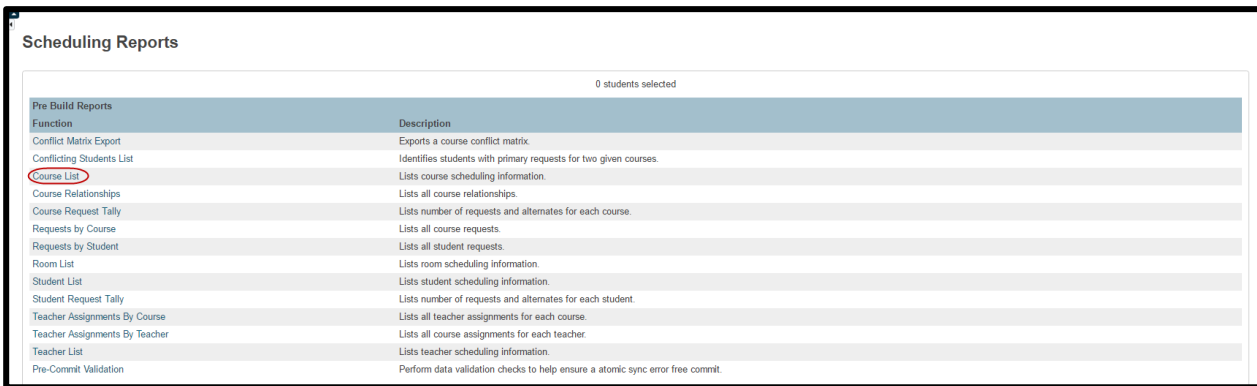 Scheduling Reports
0 students selected
Pre Build Reports
Function Description
Conflict Matrix Export Exports a course conflict matrix.
Conflicting Students List Identifies students with primary requests for two given courses.
Course List Lists course scheduling information.
Course Relationships Lists all course relationships.
Course Request Tally Lists number of requests and alternates for each course.
Requests by Course Lists all course requests.
Requests by Student Lists all student requests.
Room List Lists room scheduling information.
Student List Lists student scheduling information.
Student Request Tally Lists number of requests and alternates for each student.
Teacher Assignments By Course Lists all teacher assignments for each course.
Teacher Assignments By Teacher Lists all course assignments for each teacher.
Teacher List Lists teacher scheduling information.
Pre-Commit Validation Perform data validation checks to help ensure a atomic sync error free commit.